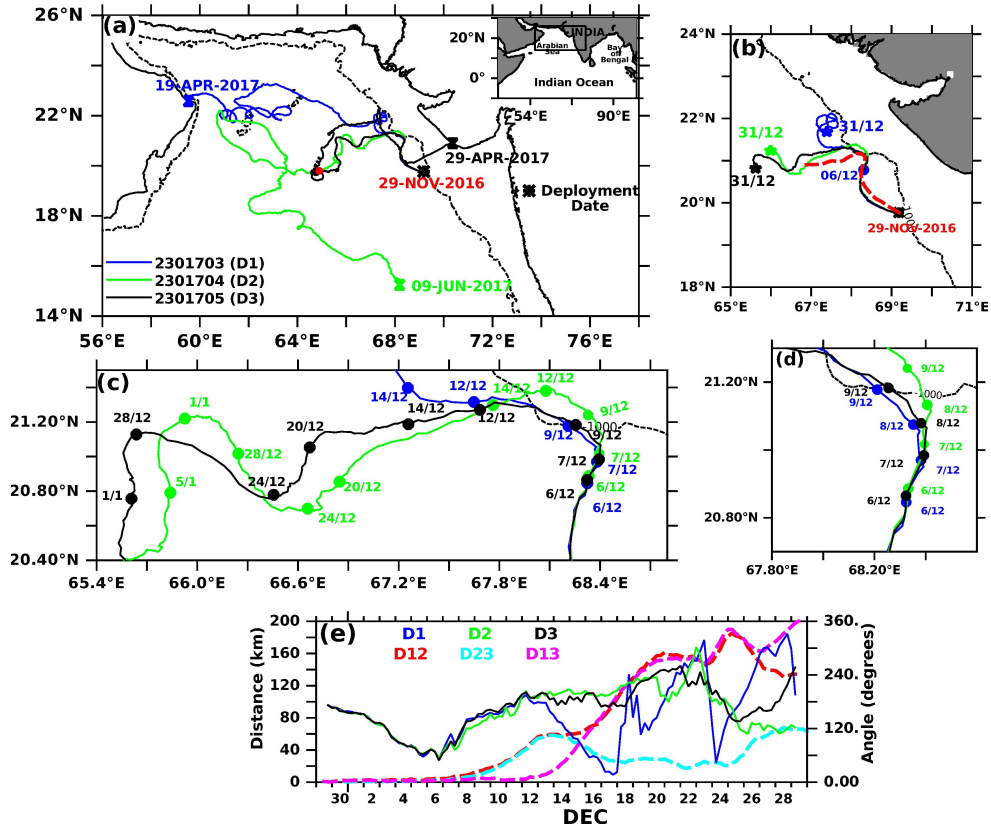 (a)
26°N
22°N
18°N
14°N
56°E
60°E
64°E
68°E
72°E
76°E
19-APR-2017
29-APR-2017
29-NOV-2016
09-JUN-2017
Deployment
Date
2301703 (D1)
2301704 (D2)
2301705 (D3)
20°N
0°
54°E
90°E
INDIA
Arabian
Sea
Bay
of
Bengal
Indian Ocean
(b)
24°N
22°N
20°N
18°N
65°E
67°E
69°E
71°E
31/12
31/12
31/12
06/12
29-NOV-2016
1000
(c)
21.20°N
20.80°N
20.40°N
65.4°E
66.0°E
66.6°E
67.2°E
67.8°E
68.4°E
28/12
1/1
1/1
5/1
28/12
24/12
20/12
24/12
20/12
14/12
14/12
12/12
14/12
12/12
12/12
9/12
9/12
9/12
1000
7/12
7/12
7/12
6/12
6/12
6/12
(d)
21.20°N
20.80°N
67.80°E
68.20°E
9/12
9/12
9/12
1000
8/12
8/12
8/12
7/12
7/12
7/12
6/12
6/12
6/12
(e)
D1 D2 D3
D12 D23 D13
Distance (km)
200
160
120
80
40
0
Angle (degrees)
360.
240.
120.
0.00
30 2 4 6 8 10 12 14 16 18 20 22 24 26 28
DEC